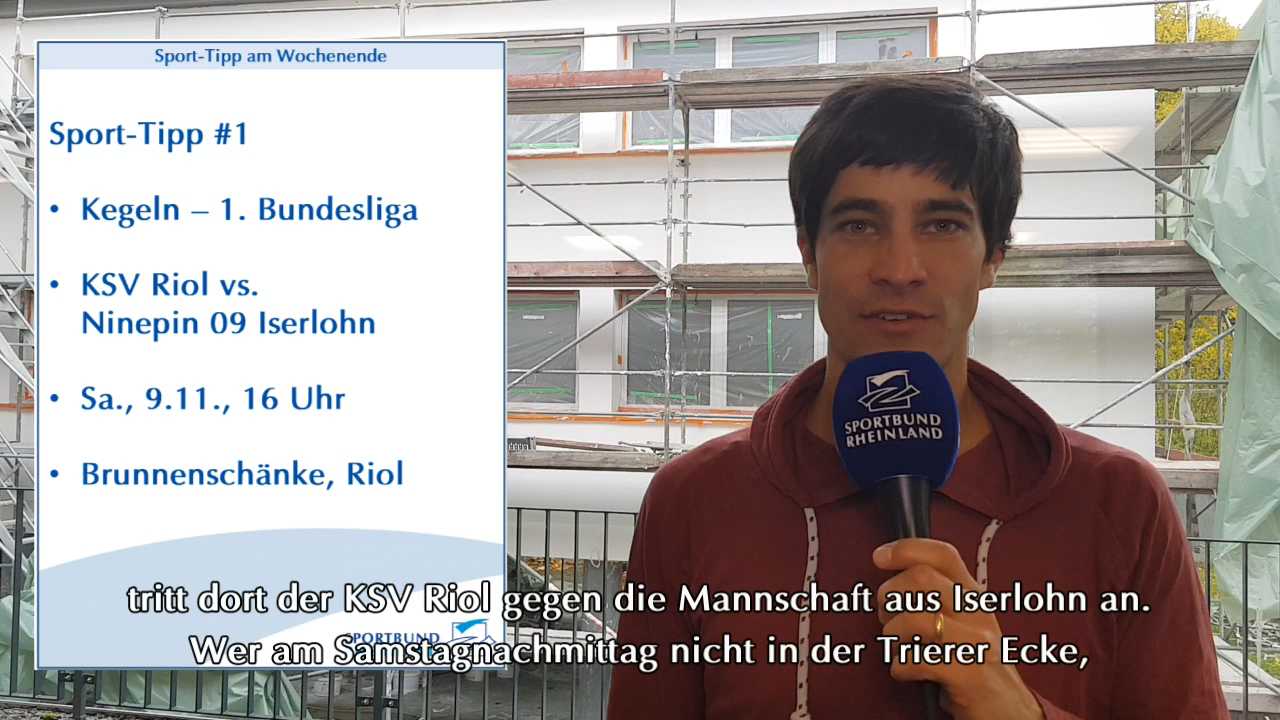 Sport-Tipp am Wochenende
Sport-Tipp #1
• Kegeln – 1. Bundesliga
• KSV Riol vs.
Ninepin 09 Iserlohn
• Sa., 9.11., 16 Uhr
• Brunnenschänke, Riol
SPORTBUND
RHEINLAND
tritt dort der KSV Riol gegen die Mannschaft aus Iserlohn an.
SPORTBUND
Wer am Samstagnachmittag nicht in der Trierer Ecke,